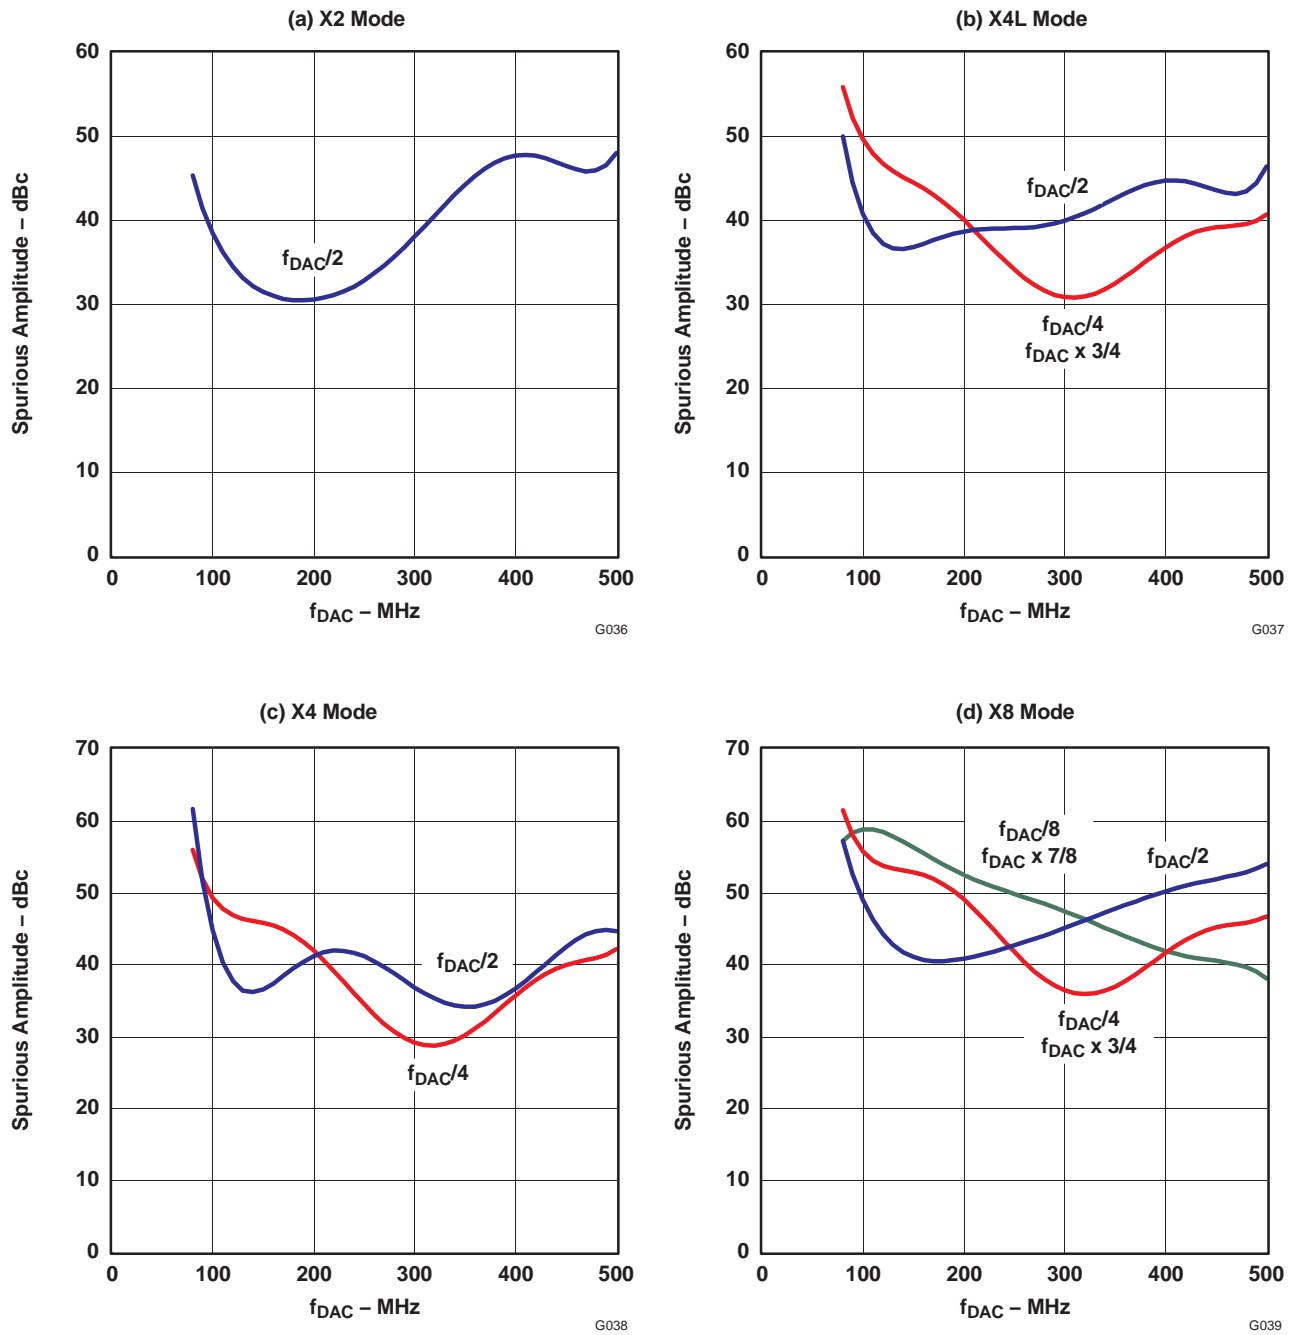 (a) X2 Mode
60
50
40
30
20
10
0
Spurious Amplitude – dBc
fDAC/2
0 100 200 300 400 500
fDAC – MHz
G036
(b) X4L Mode
60
50
40
30
20
10
0
Spurious Amplitude – dBc
fDAC/2
fDAC/4
fDAC x 3/4
0 100 200 300 400 500
fDAC – MHz
G037
(c) X4 Mode
70
60
50
40
30
20
10
0
Spurious Amplitude – dBc
fDAC/2
fDAC/4
0 100 200 300 400 500
fDAC – MHz
G038
(d) X8 Mode
70
60
50
40
30
20
10
0
Spurious Amplitude – dBc
fDAC/8
fDAC x 7/8
fDAC/2
fDAC/4
fDAC x 3/4
0 100 200 300 400 500
fDAC – MHz
G039